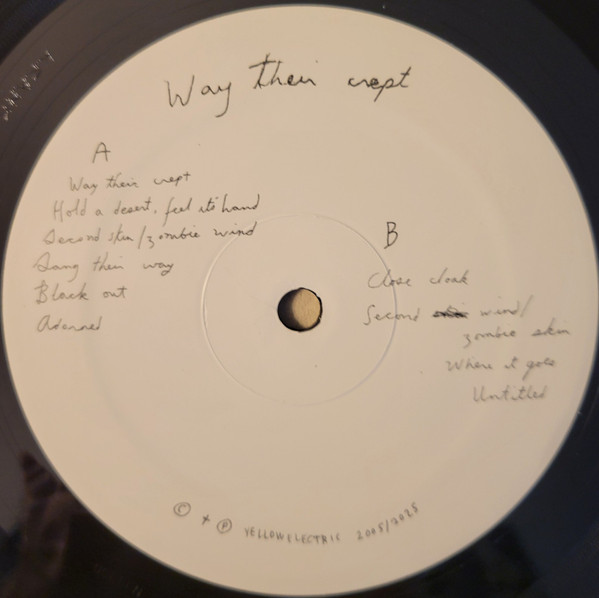 Way their crept
A
Way their crept
Hold a desert, feel its hand
Second skin/zombie wind
Sang their way
Black out
Adorned
B
Close cloak
Second wind/
zombie skin
Where it goes
Untitled
© + ℗ YELLOWELECTRIC 2005/2025